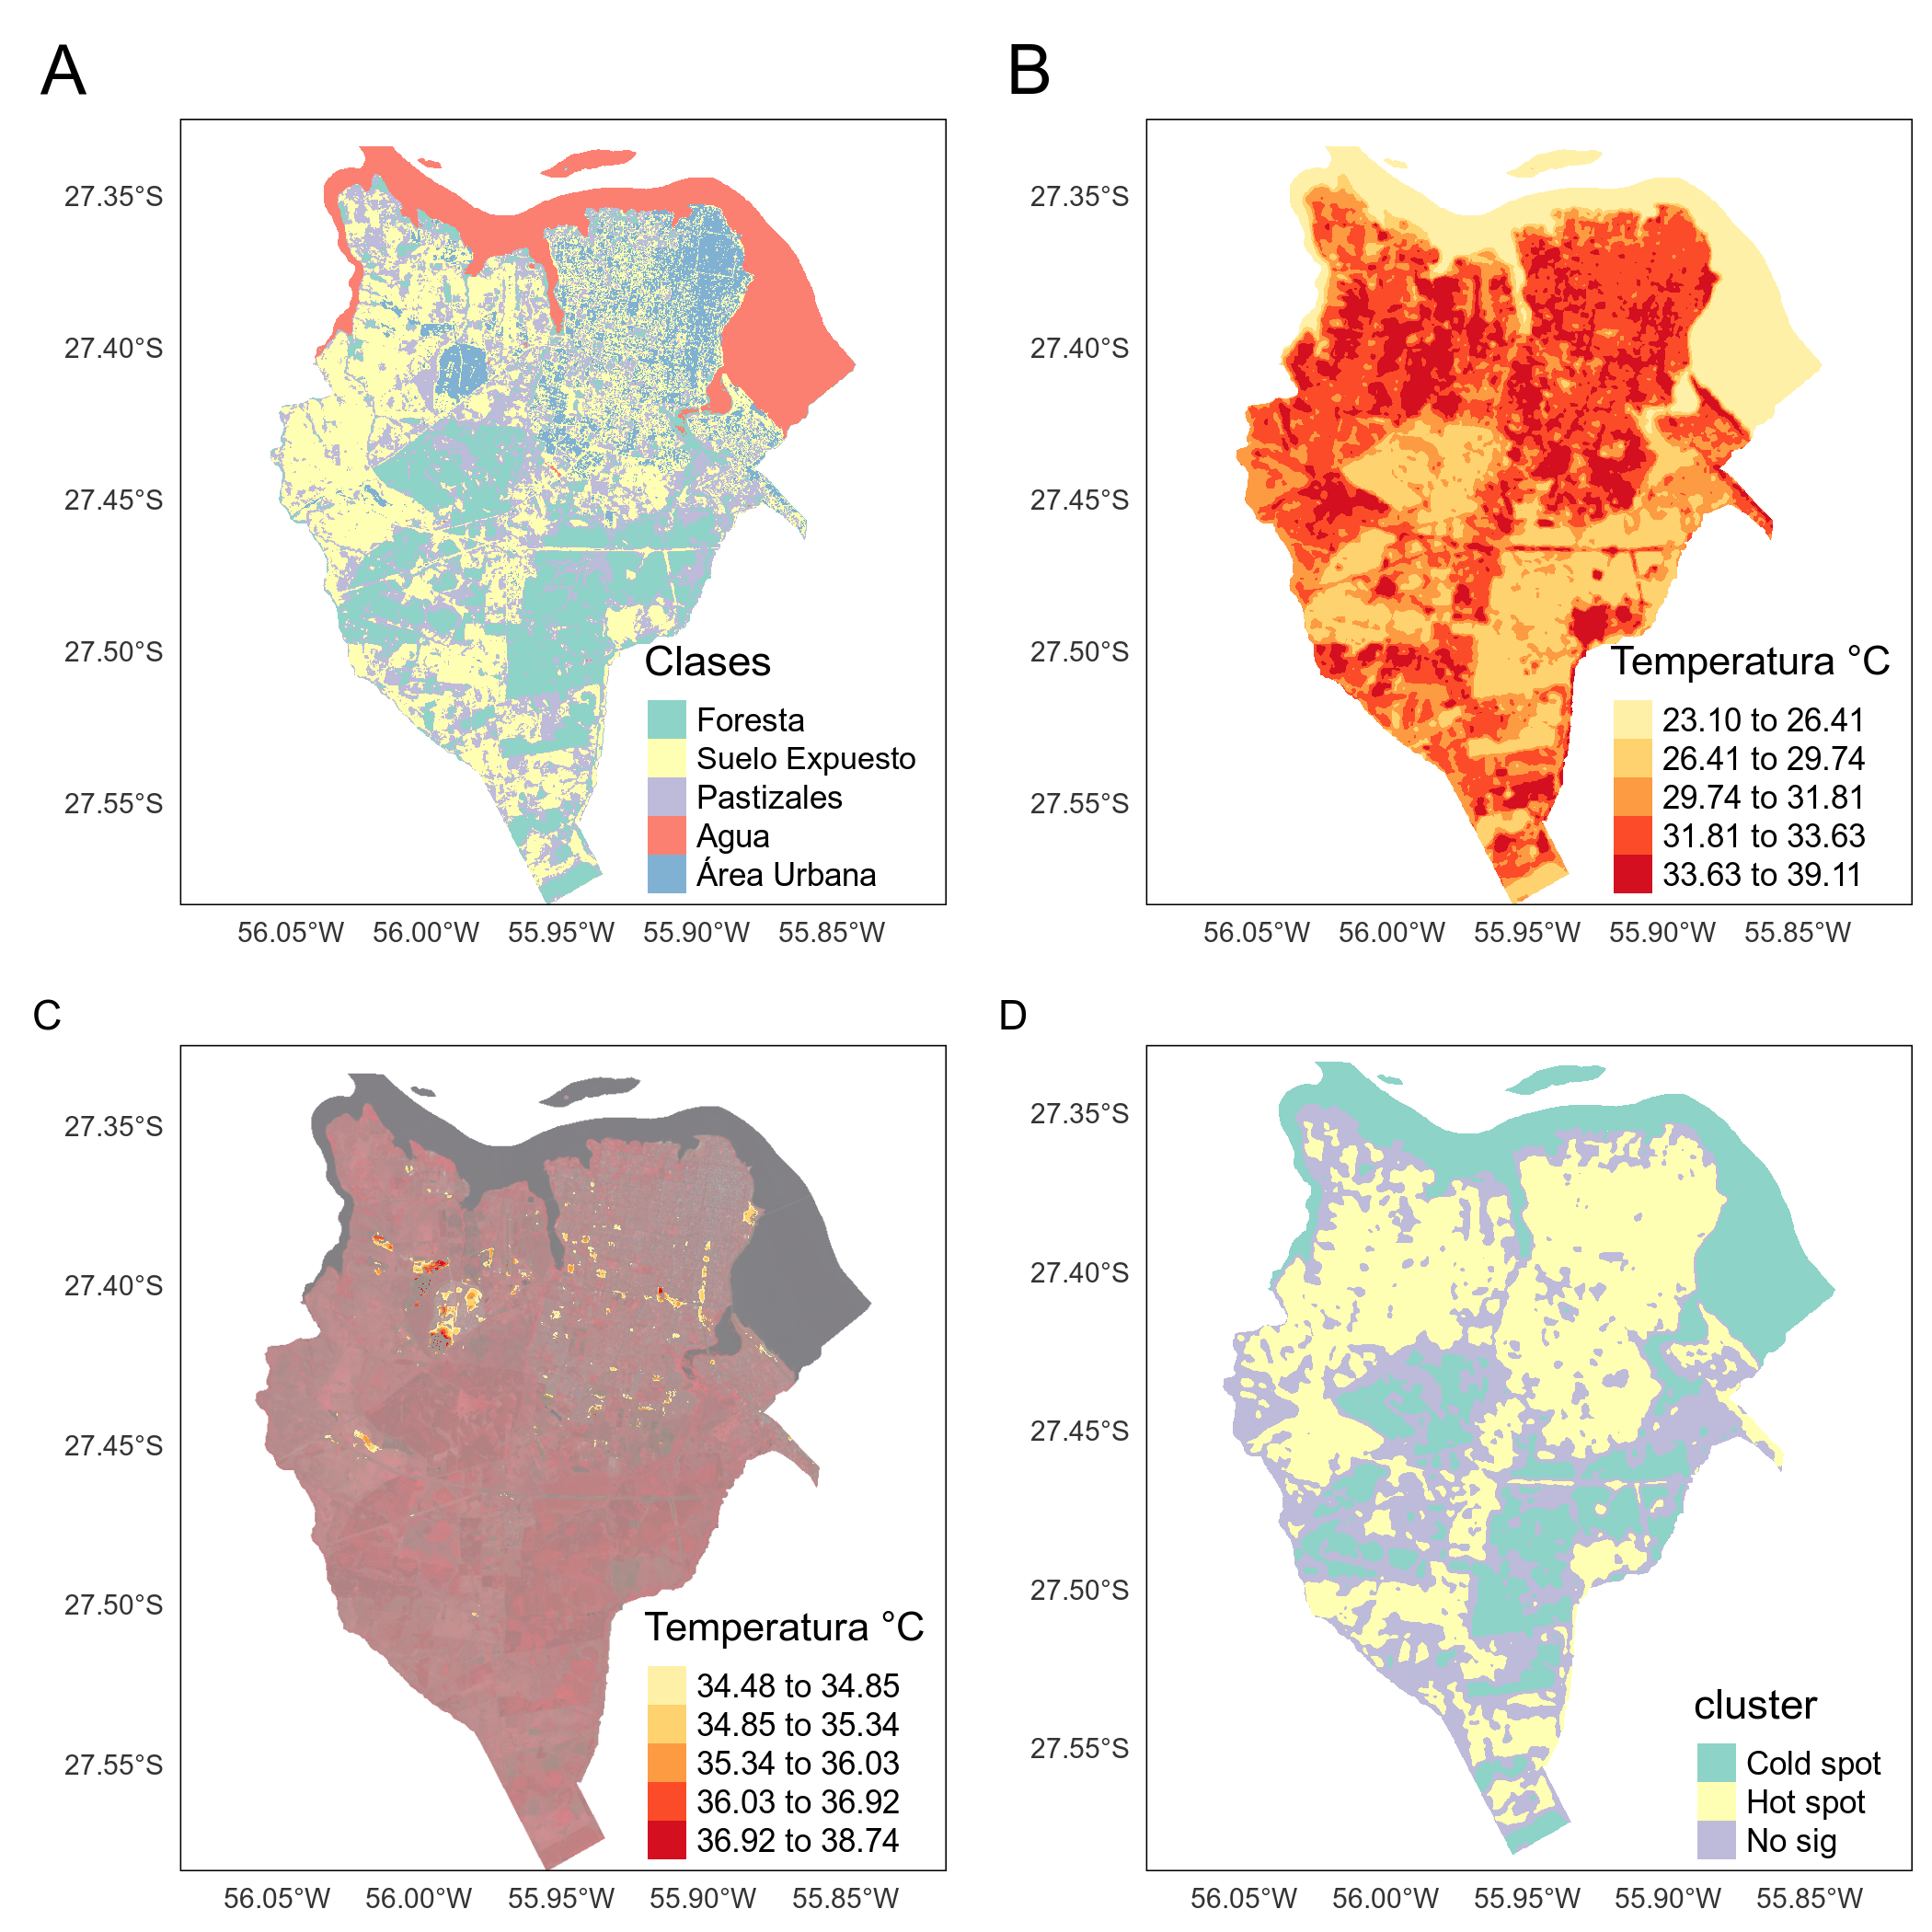 A
27.35°S
27.40°S
27.45°S
27.50°S
27.55°S
56.05°W 56.00°W 55.95°W 55.90°W 55.85°W
Clases
Foresta
Suelo Expuesto
Pastizales
Agua
Área Urbana
B
27.35°S
27.40°S
27.45°S
27.50°S
27.55°S
56.05°W 56.00°W 55.95°W 55.90°W 55.85°W
Temperatura °C
23.10 to 26.41
26.41 to 29.74
29.74 to 31.81
31.81 to 33.63
33.63 to 39.11
C
27.35°S
27.40°S
27.45°S
27.50°S
27.55°S
56.05°W 56.00°W 55.95°W 55.90°W 55.85°W
Temperatura °C
34.48 to 34.85
34.85 to 35.34
35.34 to 36.03
36.03 to 36.92
36.92 to 38.74
D
27.35°S
27.40°S
27.45°S
27.50°S
27.55°S
56.05°W 56.00°W 55.95°W 55.90°W 55.85°W
cluster
Cold spot
Hot spot
No sig